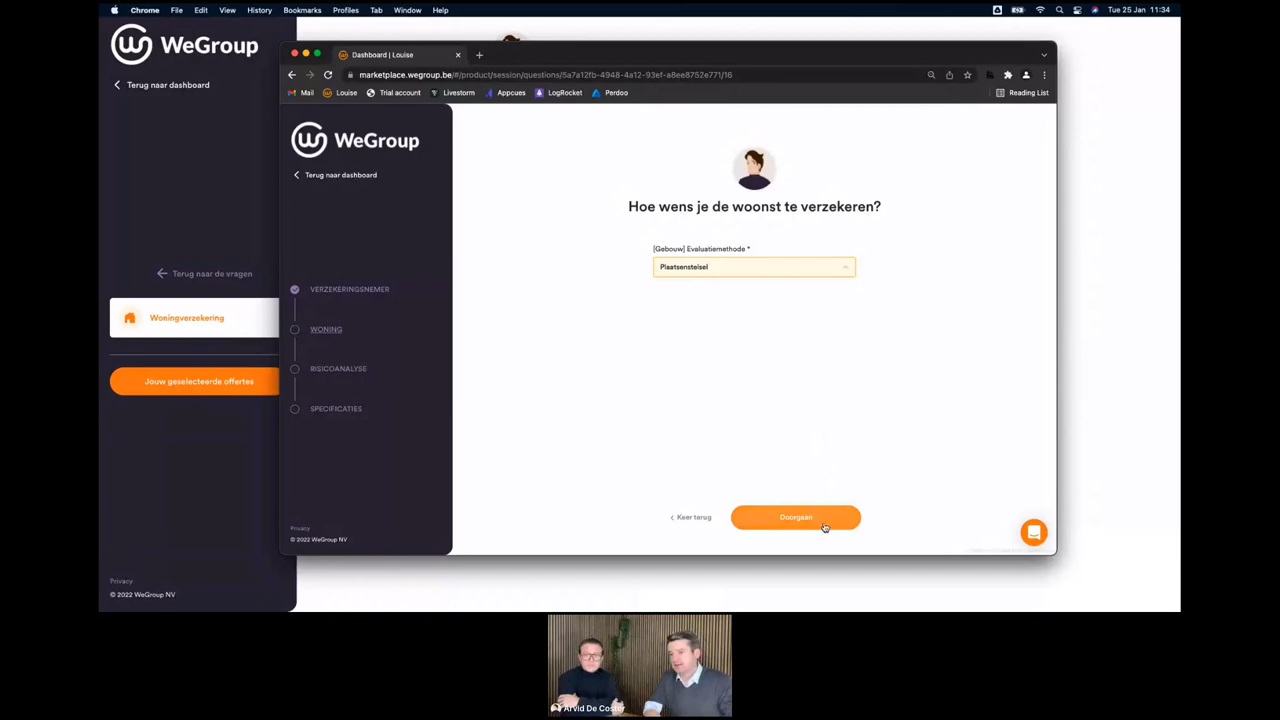 Chrome File Edit View History Bookmarks Profiles Tab Window Help
Tue 25 Jan 11:34
WeGroup
Terug naar dashboard
Terug naar de vragen
Woningverzekering
Jouw geselecteerde offertes
Privacy
© 2022 WeGroup NV
Dashboard | Louise
marketplace.wegroup.be/#/product/session/questions/5a7a12fb-4948-4a12-93ef-a8ee8752e771/16
Mail Louise Trial account Livestorm Appcues LogRocket Perdoo Reading List
WeGroup
Terug naar dashboard
VERZEKERINGSNEMER
WONING
RISICOANALYSE
SPECIFICATIES
Privacy
© 2022 WeGroup NV
Hoe wens je de woonst te verzekeren?
[Gebouw] Evaluatiemethode *
Plaatsenstelsel
Keer terug
Doorgaan
Arvid De Coster